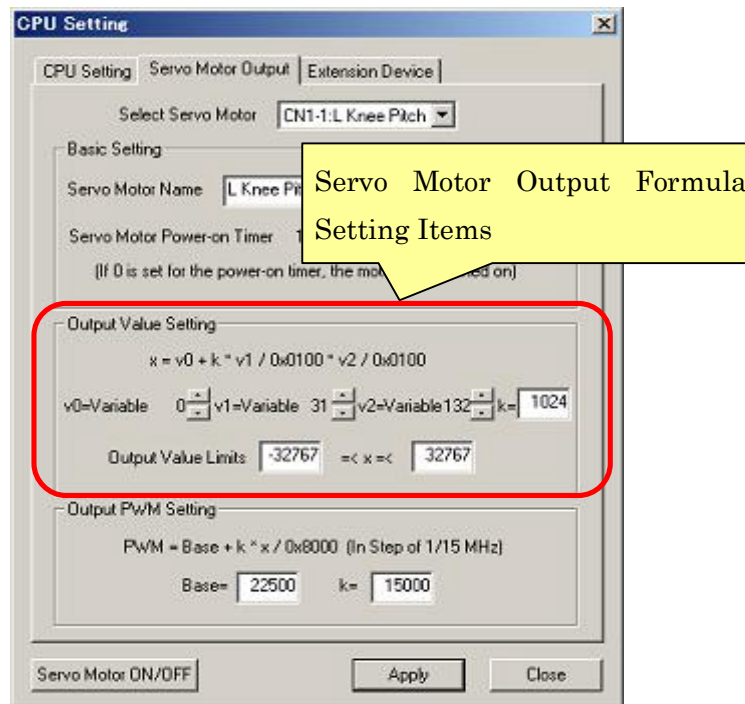 CPU Setting
CPU Setting Servo Motor Output Extension Device
Select Servo Motor CN1-1:L Knee Pitch
Basic Setting
Servo Motor Name L Knee
Servo Motor Output Formula
Setting Items
Servo Motor Power-on Timer
(If 0 is set for the power-on timer, the on)
Output Value Setting
x = v0 + k * v1 / 0x0100 * v2 / 0x0100
v0=Variable 0 v1=Variable 31 v2=Variable132 k= 1024
Output Value Limits -32767 =< x =< 32767
Output PWM Setting
PWM = Base + k * x / 0x8000 (In Step of 1/15 MHz)
Base= 22500 k= 15000
Servo Motor ON/OFF Apply Close